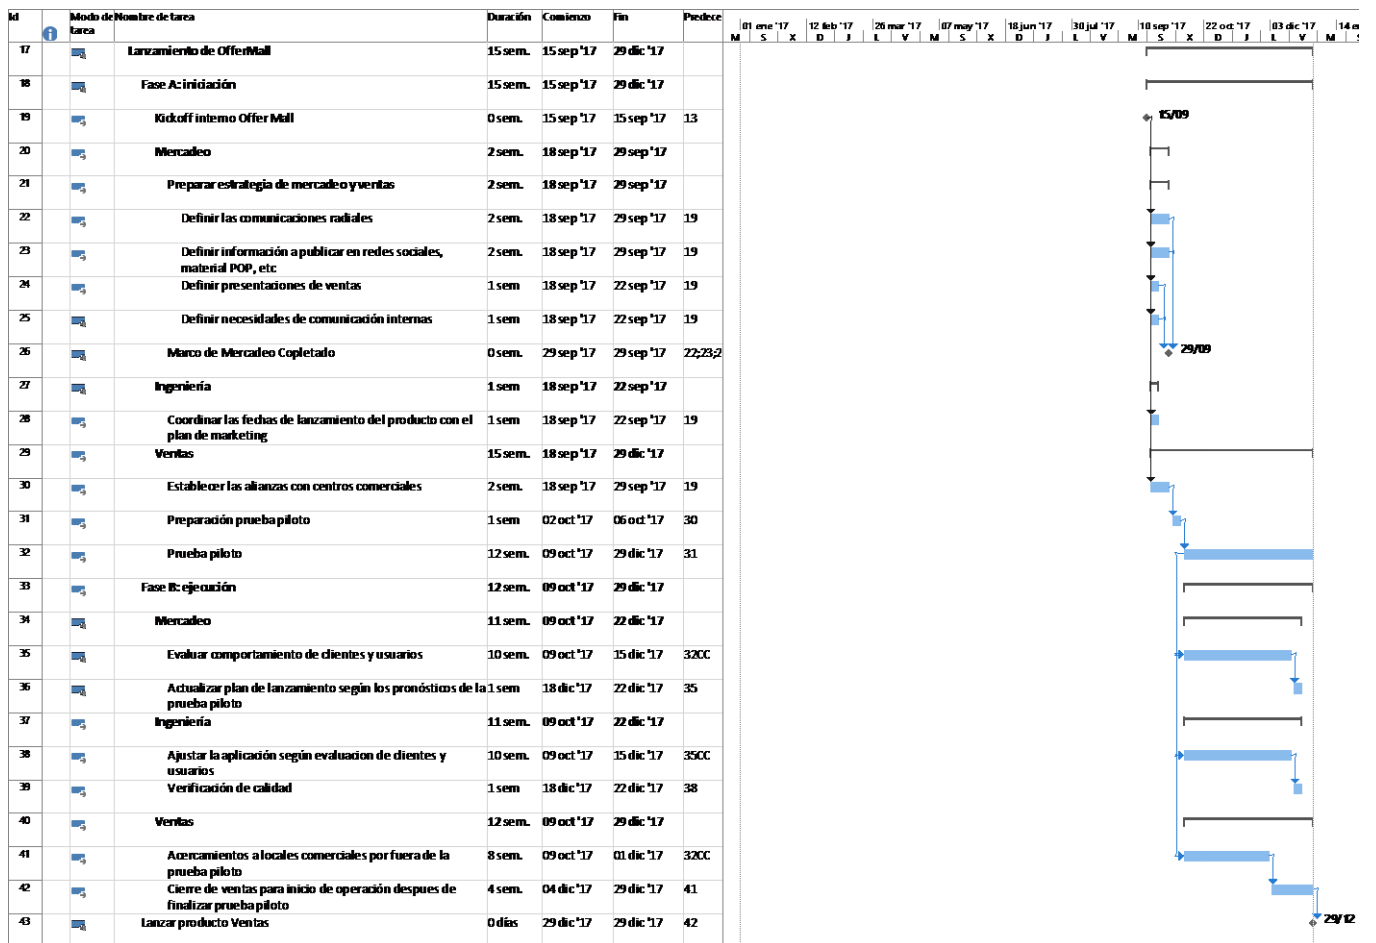 Id Modo de Nombre de tarea Duración Comienzo Fin Predece
tarea
01 ene '17 12 feb '17 26 mar '17 07 may '17 18 jun '17 30 jul '17 10 sep '17 22 oct '17 03 dic '17 14 e
M S X D J L V M S X D J L V M S X D J L V M S
17 Lanzamiento de OfferMall 15 sem. 15 sep '17 29 dic '17
18 Fase A: iniciación 15 sem. 15 sep '17 29 dic '17
19 Kickoff interno Offer Mall 0 sem. 15 sep '17 15 sep '17 13 15/09
20 Mercadeo 2 sem. 18 sep '17 29 sep '17
21 Preparar estrategia de mercadeo y ventas 2 sem. 18 sep '17 29 sep '17
22 Definir las comunicaciones radiales 2 sem. 18 sep '17 29 sep '17 19
23 Definir información a publicar en redes sociales, 2 sem. 18 sep '17 29 sep '17 19
material POP, etc
24 Definir presentaciones de ventas 1 sem 18 sep '17 22 sep '17 19
25 Definir necesidades de comunicación internas 1 sem 18 sep '17 22 sep '17 19
26 Marco de Mercadeo Copletado 0 sem. 29 sep '17 29 sep '17 22;23;2 29/09
27 Ingeniería 1 sem 18 sep '17 22 sep '17
28 Coordinar las fechas de lanzamiento del producto con el 1 sem 18 sep '17 22 sep '17 19
plan de marketing
29 Ventas 15 sem. 18 sep '17 29 dic '17
30 Establecer las alianzas con centros comerciales 2 sem. 18 sep '17 29 sep '17 19
31 Preparación prueba piloto 1 sem 02 oct '17 06 oct '17 30
32 Prueba piloto 12 sem. 09 oct '17 29 dic '17 31
33 Fase B: ejecución 12 sem. 09 oct '17 29 dic '17
34 Mercadeo 11 sem. 09 oct '17 22 dic '17
35 Evaluar comportamiento de clientes y usuarios 10 sem. 09 oct '17 15 dic '17 32CC
36 Actualizar plan de lanzamiento según los pronósticos de la 1 sem 18 dic '17 22 dic '17 35
prueba piloto
37 Ingeniería 11 sem. 09 oct '17 22 dic '17
38 Ajustar la aplicación según evaluacion de clientes y 10 sem. 09 oct '17 15 dic '17 35CC
usuarios
39 Verificación de calidad 1 sem 18 dic '17 22 dic '17 38
40 Ventas 12 sem. 09 oct '17 29 dic '17
41 Acercamientos a locales comerciales por fuera de la 8 sem. 09 oct '17 01 dic '17 32CC
prueba piloto
42 Cierre de ventas para inicio de operación despues de 4 sem. 04 dic '17 29 dic '17 41
finalizar prueba piloto
43 Lanzar producto Ventas 0 días 29 dic '17 29 dic '17 42 29/12